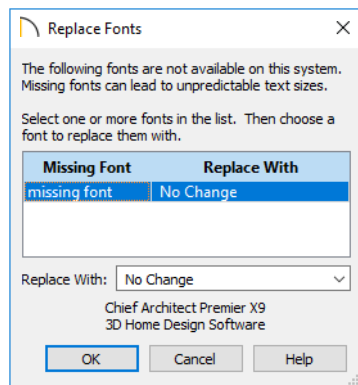 Replace Fonts
The following fonts are not available on this system.
Missing fonts can lead to unpredictable text sizes.
Select one or more fonts in the list. Then choose a
font to replace them with.
Missing Font Replace With
missing font No Change
Replace With: No Change
Chief Architect Premier X9
3D Home Design Software
OK Cancel Help